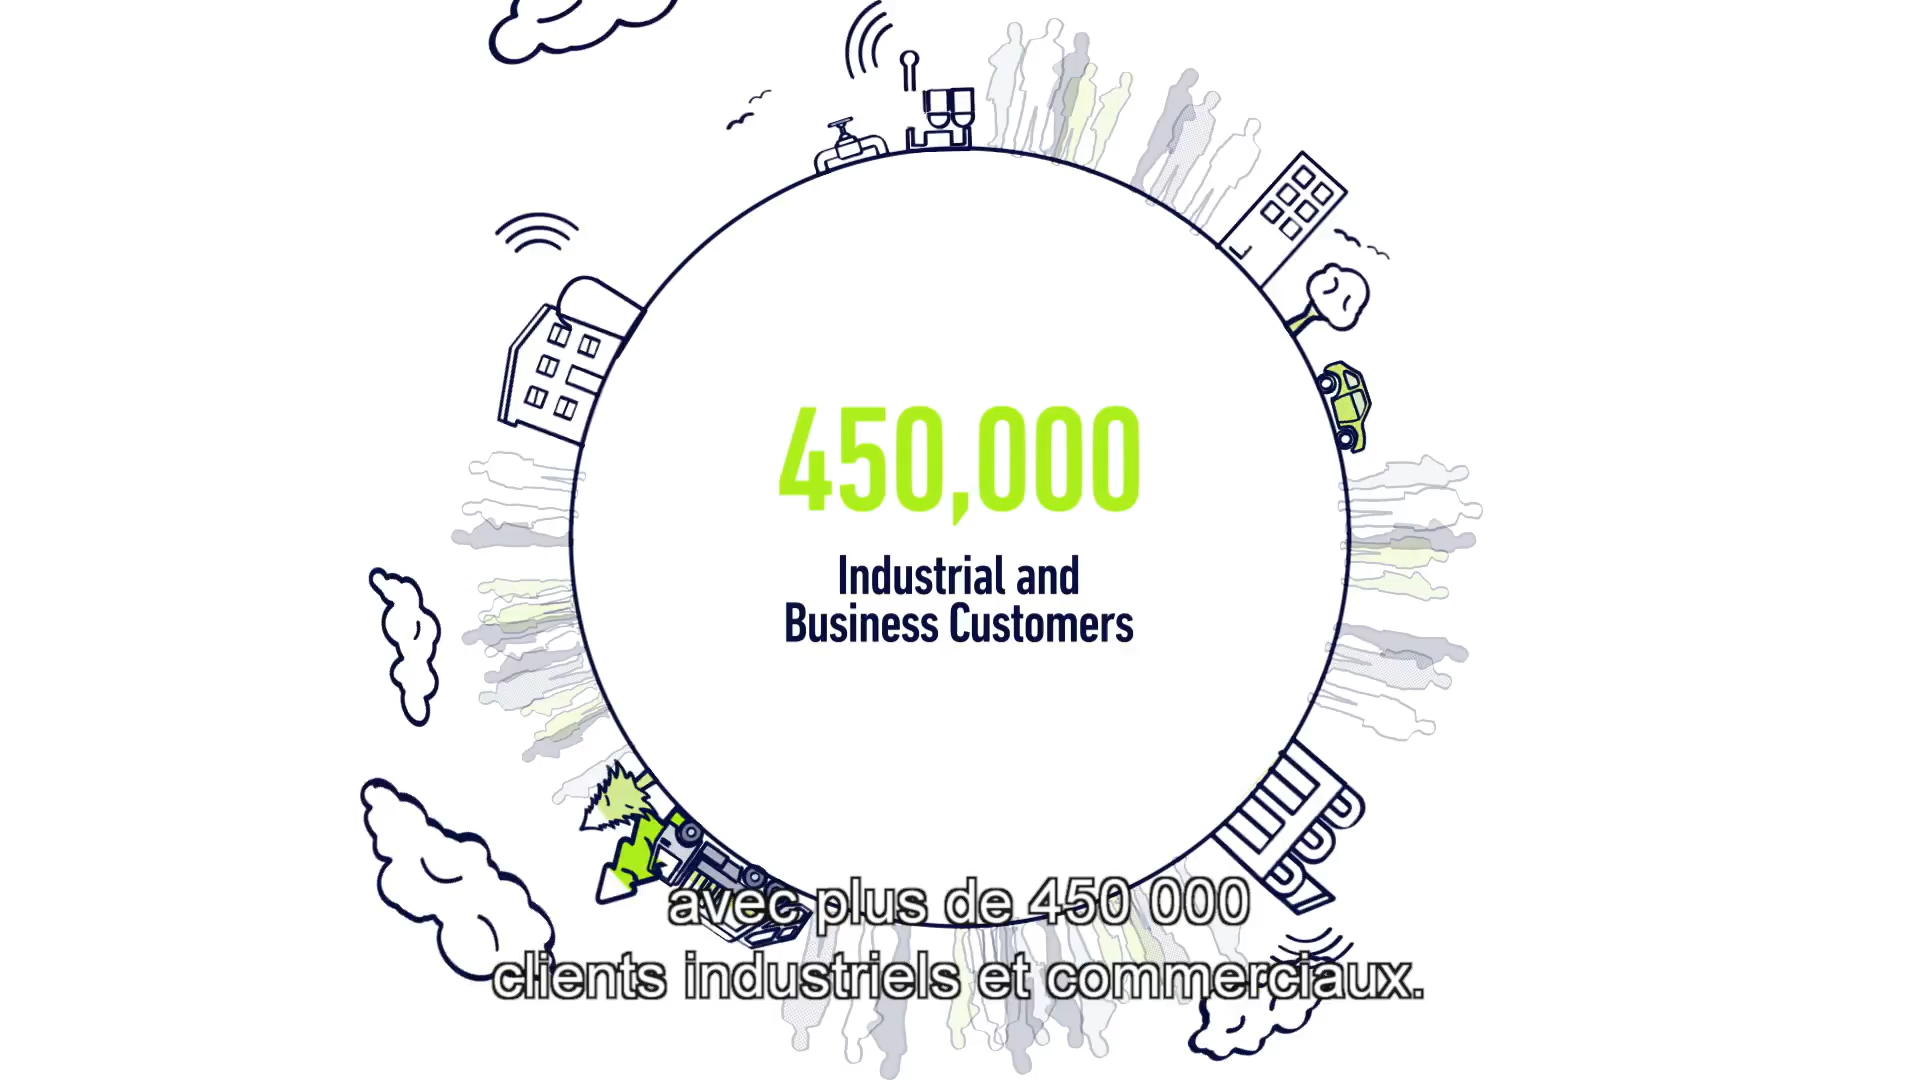 450,000
Industrial and
Business Customers
avec plus de 450 000
clients industriels et commerciaux.